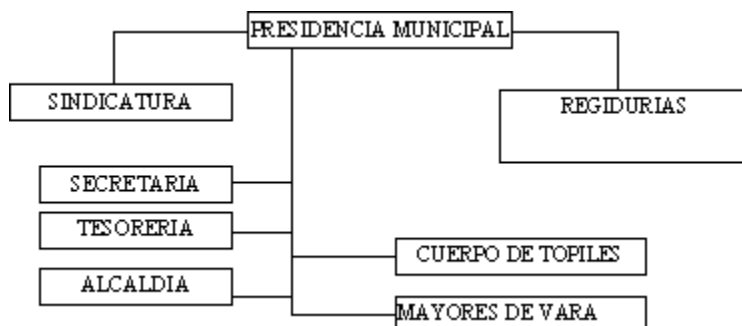 PRESIDENCIA MUNICIPAL
SINDICATURA
REGIDURIAS
SECRETARIA
TESORERIA
CUERPO DE TOPILES
ALCALDIA
MAYORES DE VARA